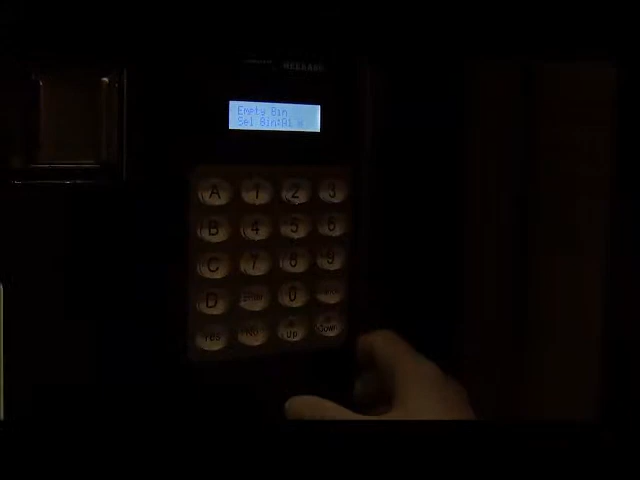 Empty Bin
Sel Bin:A1
A 1 2 3
B 4 5 6
C 7 8 9
D Enter 0
Yes No Up Down